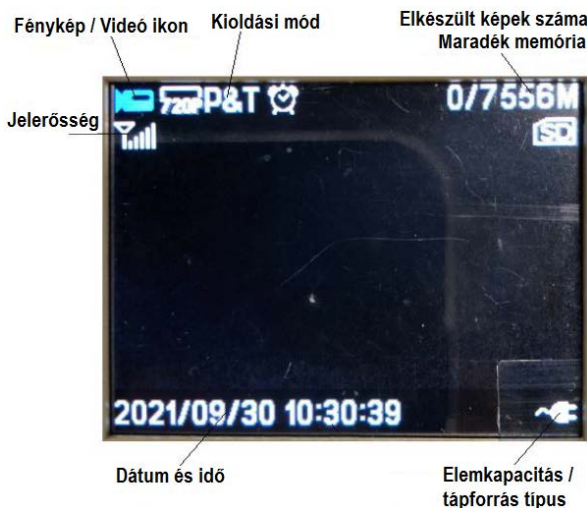 Fénykép / Videó ikon
Kioldási mód
Elkészült képek száma
Maradék memória
720P P&T 0/7556M
Jelerősség
SD
2021/09/30 10:30:39
Dátum és idő
Elemkapacitás /
tápforrás típus